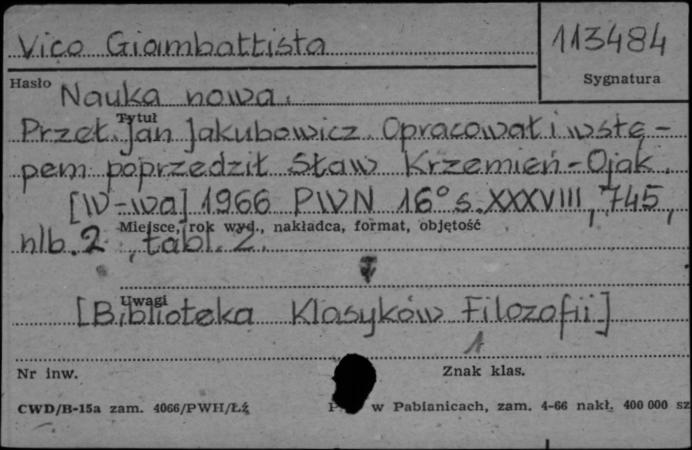 Vico Giambattista
113484
Hasło
Sygnatura
Nauka nowa.
Tytuł
Przeł. Jan Jakubowicz. Opracował i wstę-
pem poprzedził Sław Krzemień-Ojak.
[W-wa] 1966 PWN 16° s. XXXVIII, 745,
Miejsce, rok wyd., nakładca, format, objętość
nlb. 2, tabl. 2.
Uwagi
[Biblioteka Klasyków Filozofii]
1
Nr inw.
Znak klas.
CWD/B-15a zam. 4066/PWH/Łż
w Pabianicach, zam. 4-66 nakł. 400 000 sz